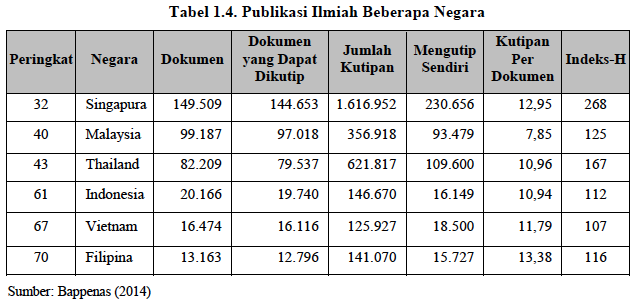 Tabel 1.4. Publikasi Ilmiah Beberapa Negara
Peringkat Negara Dokumen Dokumen yang Dapat Dikutip Jumlah Kutipan Mengutip Sendiri Kutipan Per Dokumen Indeks-H
32 Singapura 149.509 144.653 1.616.952 230.656 12,95 268
40 Malaysia 99.187 97.018 356.918 93.479 7,85 125
43 Thailand 82.209 79.537 621.817 109.600 10,96 167
61 Indonesia 20.166 19.740 146.670 16.149 10,94 112
67 Vietnam 16.474 16.116 125.927 18.500 11,79 107
70 Filipina 13.163 12.796 141.070 15.727 13,38 116
Sumber: Bappenas (2014)